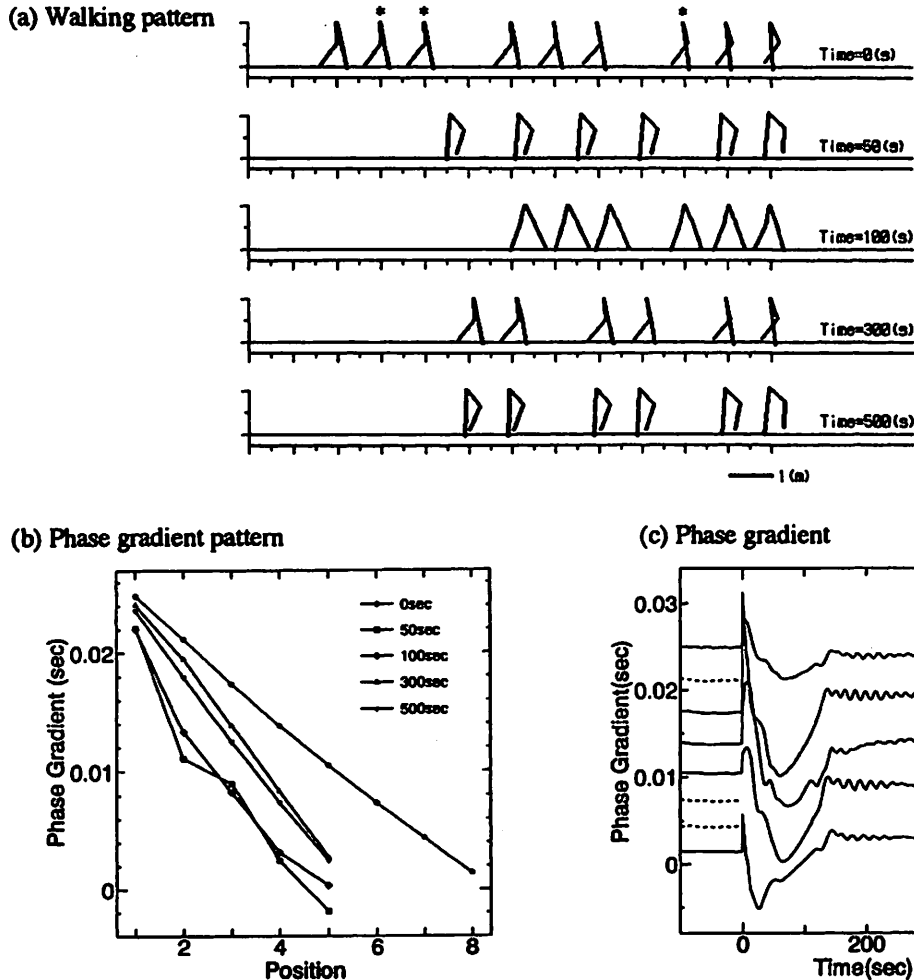 (a) Walking pattern
* * *
Time=0(s)
Time=50(s)
Time=100(s)
Time=300(s)
Time=500(s)
1(m)
(b) Phase gradient pattern
Phase Gradient (sec)
0.02
0.01
0
2 4 6 8
Position
0sec
50sec
100sec
300sec
500sec
(c) Phase gradient
Phase Gradient(sec)
0.03
0.02
0.01
0
0 200
Time(sec)